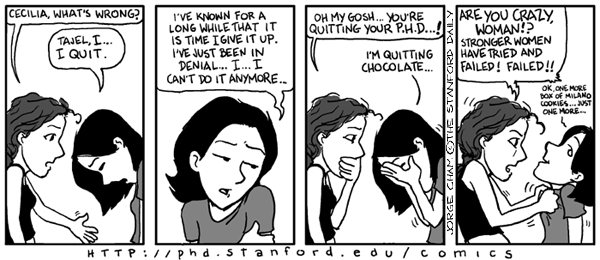 CECILIA, WHAT'S WRONG?
TAJEL, I...
I QUIT.
I'VE KNOWN FOR A
LONG WHILE THAT IT
IS TIME I GIVE IT UP.
I'VE JUST BEEN IN
DENIAL... I... I
CAN'T DO IT ANYMORE...
OH MY GOSH... YOU'RE
QUITTING YOUR P.H.D...!
I'M QUITTING
CHOCOLATE...
ARE YOU CRAZY,
WOMAN!?
STRONGER WOMEN
HAVE TRIED AND
FAILED! FAILED!!
OK, ONE MORE
BOX OF MILANO
COOKIES... JUST
ONE MORE...
JORGE CHAM ©THE STANFORD DAILY
HTTP://phd.stanford.edu/comics